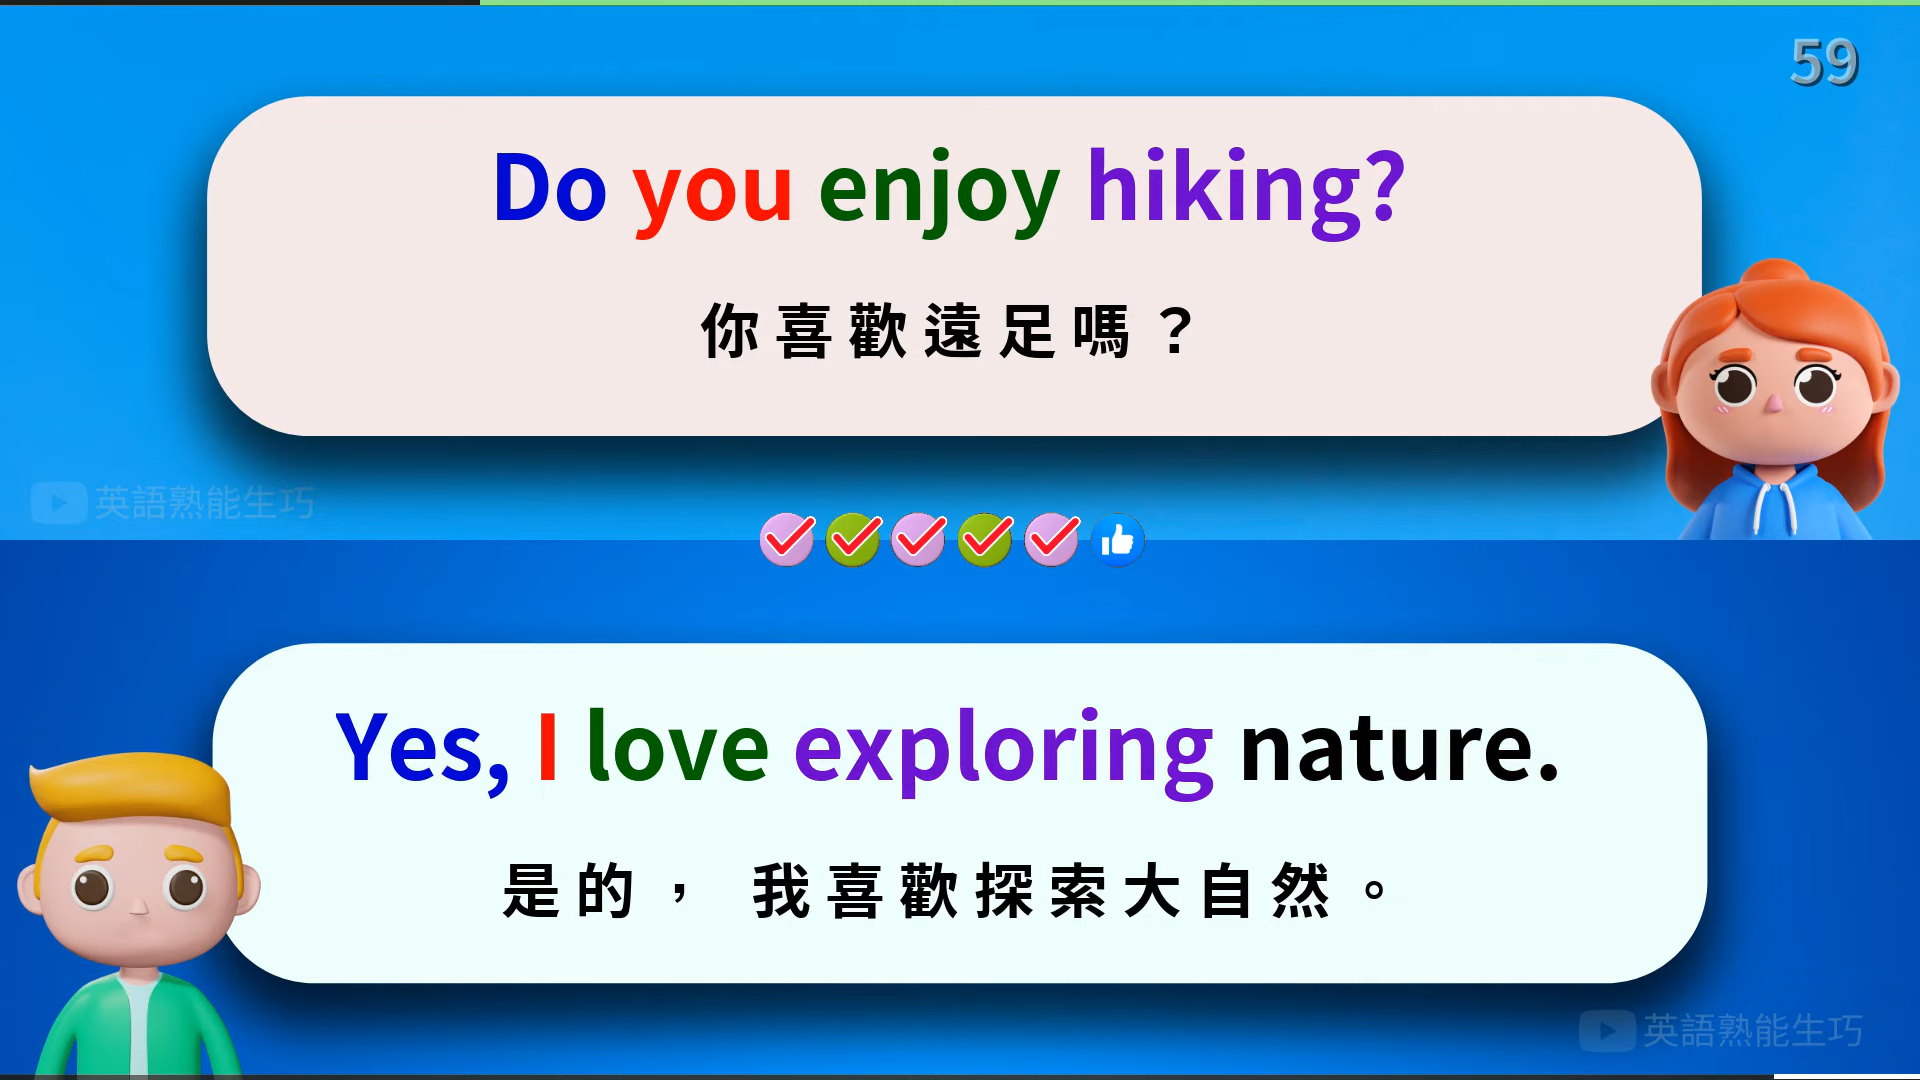 59
Do you enjoy hiking?
你喜歡遠足嗎？
英語熟能生巧
Yes, I love exploring nature.
是的， 我喜歡探索大自然。
英語熟能生巧